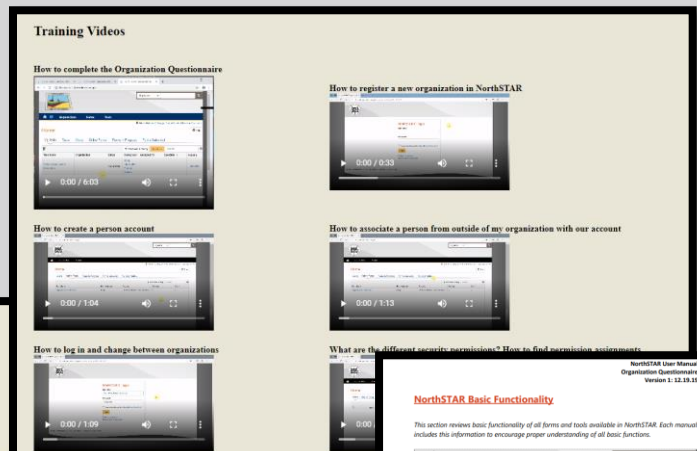 Training Videos
How to complete the Organization Questionnaire
0:00 / 6:03
How to register a new organization in NorthSTAR
0:00 / 0:33
How to create a person account
0:00 / 1:04
How to associate a person from outside of my organization with our account
0:00 / 1:13
How to log in and change between organizations
0:00 / 1:09
What are the different security permissions? How to find permission assignments
0:00
NorthSTAR User Manual
Organization Questionnaire
Version 1: 12.19.19
NorthSTAR Basic Functionality
This section reviews basic functionality of all forms and tools available in NorthSTAR. Each manual
includes this information to encourage proper understanding of all basic functions.